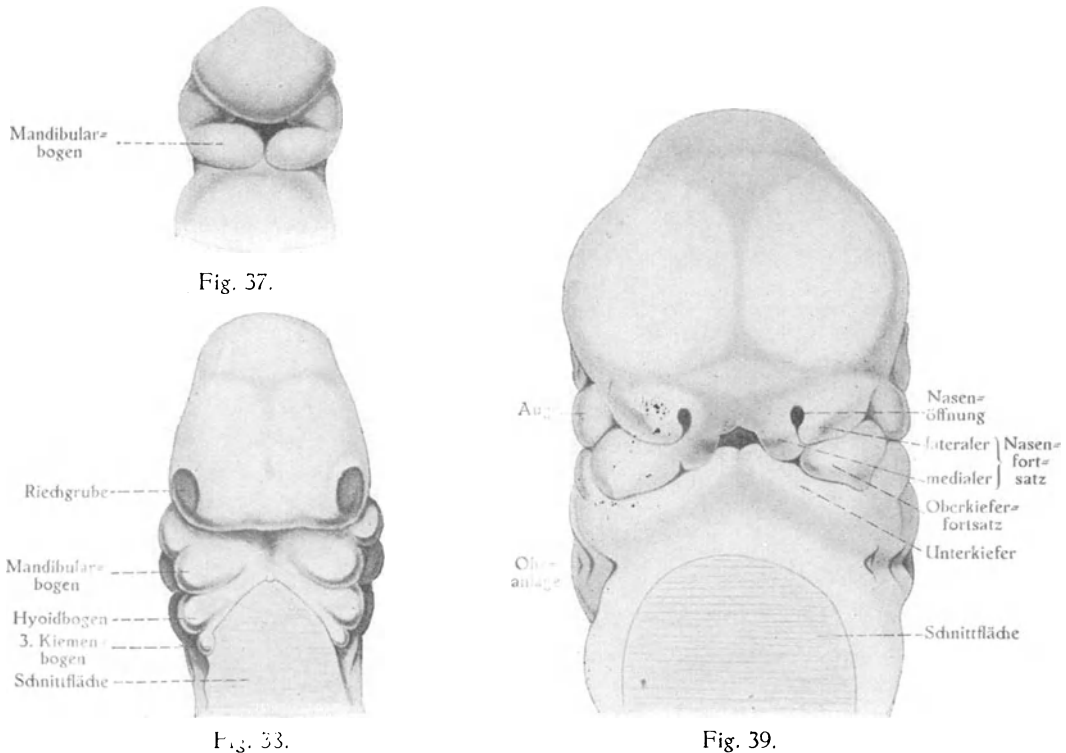 Mandibular=
bogen
Fig. 37.
Riechgrube
Mandibular=
bogen
Hyoidbogen
3. Kiemen
bogen
Schnittfläche
Nasen=
öffnung
lateraler
medialer
Nasen=
fort=
satz
Oberkiefer=
fortsatz
Unterkiefer
anlage
Schnittfläche
Fig. 39.